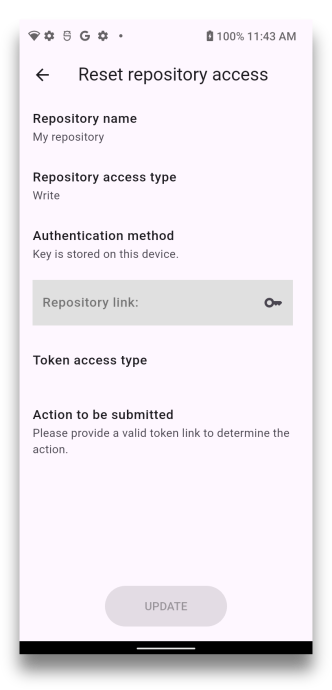 100% 11:43 AM
Reset repository access
Repository name
My repository
Repository access type
Write
Authentication method
Key is stored on this device.
Repository link:
Token access type
Action to be submitted
Please provide a valid token link to determine the
action.
UPDATE